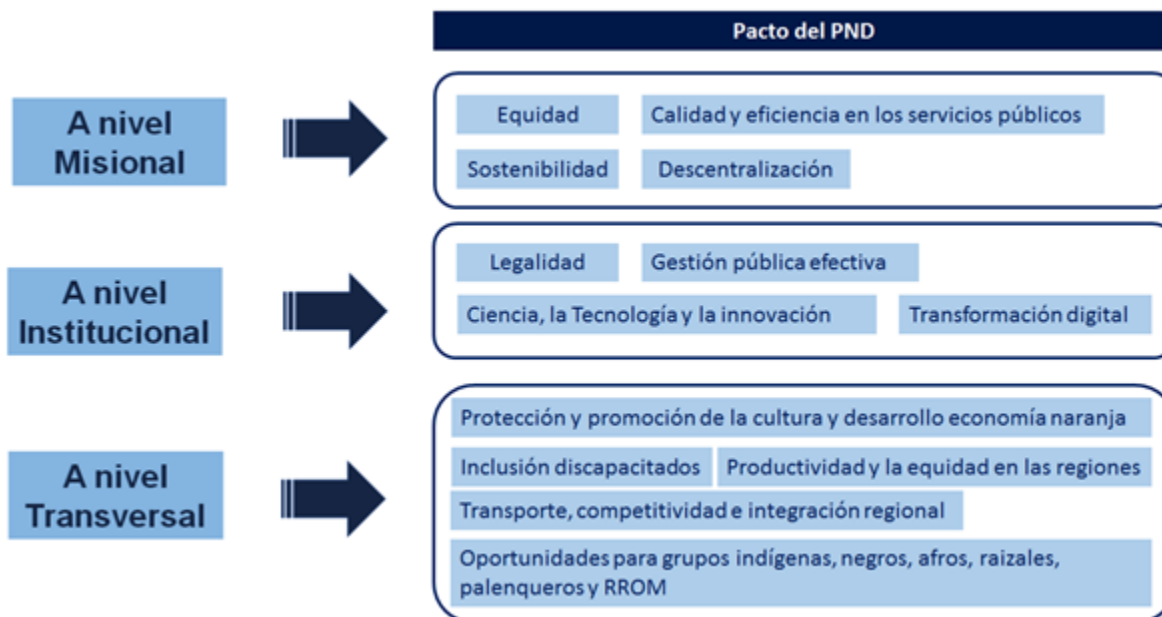 Pacto del PND
A nivel
Misional
Equidad
Calidad y eficiencia en los servicios públicos
Sostenibilidad
Descentralización
A nivel
Institucional
Legalidad
Gestión pública efectiva
Ciencia, la Tecnología y la innovación
Transformación digital
A nivel
Transversal
Protección y promoción de la cultura y desarrollo economía naranja
Inclusión discapacitados
Productividad y la equidad en las regiones
Transporte, competitividad e integración regional
Oportunidades para grupos indígenas, negros, afros, raizales,
palenqueros y RROM